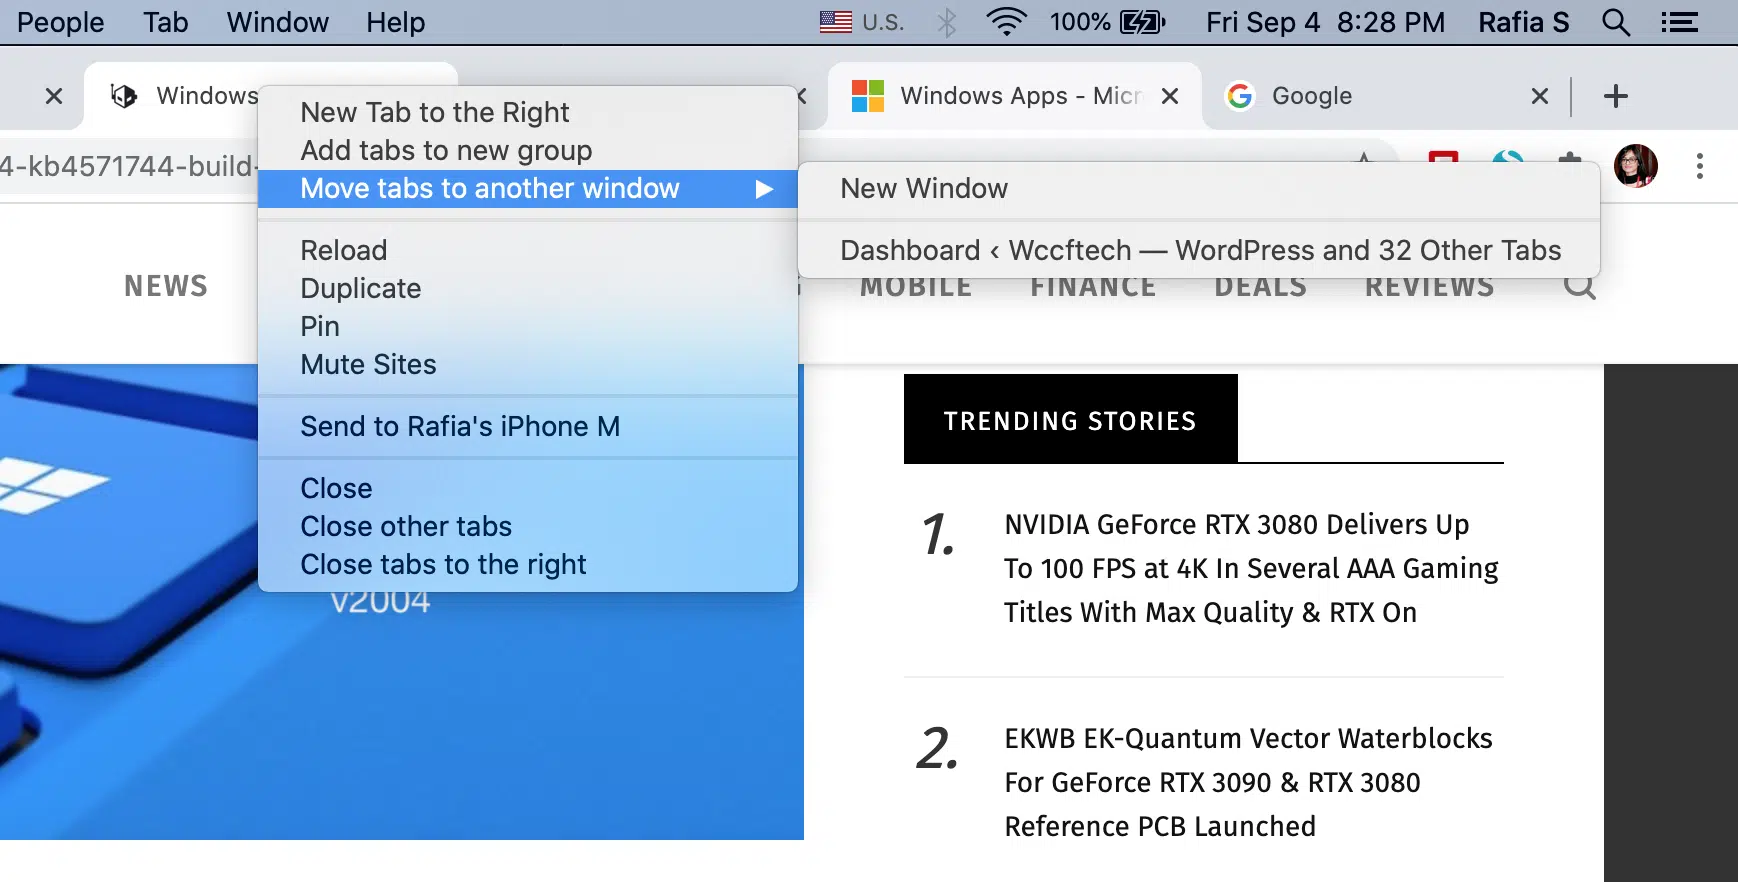 People Tab Window Help U.S. 100% Fri Sep 4 8:28 PM Rafia S
Windows Windows Apps - Micr Google
4-kb4571744-build-
New Tab to the Right
Add tabs to new group
Move tabs to another window
Reload
Duplicate
Pin
Mute Sites
Send to Rafia's iPhone M
Close
Close other tabs
Close tabs to the right
New Window
Dashboard ‹ Wccftech — WordPress and 32 Other Tabs
NEWS MOBILE FINANCE DEALS REVIEWS
v2004
TRENDING STORIES
1. NVIDIA GeForce RTX 3080 Delivers Up
To 100 FPS at 4K In Several AAA Gaming
Titles With Max Quality & RTX On
2. EKWB EK-Quantum Vector Waterblocks
For GeForce RTX 3090 & RTX 3080
Reference PCB Launched